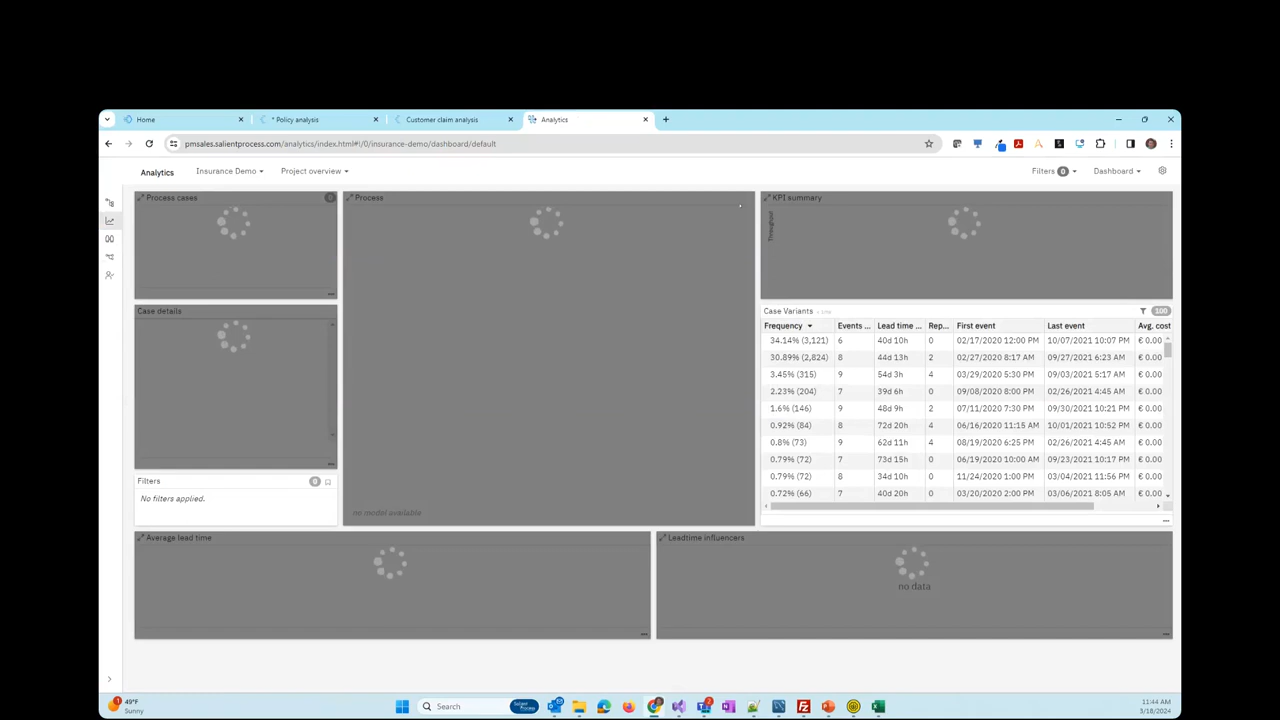 Home
* Policy analysis
Customer claim analysis
Analytics
pmsales.salientprocess.com/analytics/index.html#!/0/insurance-demo/dashboard/default
Analytics
Insurance Demo
Project overview
Filters 0
Dashboard
Process cases 0
Process
KPI summary
Throughput
Case details
Case Variants
100
Frequency Events ... Lead time ... Rep... First event Last event Avg. cost
34.14% (3,121) 6 40d 10h 0 02/17/2020 12:00 PM 10/07/2021 10:07 PM € 0.00
30.89% (2,824) 8 44d 13h 2 02/27/2020 8:17 AM 09/27/2021 6:23 AM € 0.00
3.45% (315) 9 54d 3h 4 03/29/2020 5:30 PM 09/03/2021 5:17 AM € 0.00
2.23% (204) 7 39d 6h 0 09/08/2020 8:00 PM 02/26/2021 4:45 AM € 0.00
1.6% (146) 9 48d 9h 2 07/11/2020 7:30 PM 09/30/2021 10:21 PM € 0.00
0.92% (84) 8 72d 20h 4 06/16/2020 11:15 AM 10/01/2021 10:52 PM € 0.00
0.8% (73) 9 62d 11h 4 08/19/2020 6:25 PM 02/26/2021 4:45 AM € 0.00
0.79% (72) 7 73d 15h 0 06/19/2020 10:00 AM 09/23/2021 10:17 PM € 0.00
0.79% (72) 8 34d 10h 0 11/24/2020 1:00 PM 03/04/2021 11:56 PM € 0.00
0.72% (66) 7 40d 20h 0 03/20/2020 2:00 PM 03/06/2021 8:05 AM € 0.00
Filters 0
No filters applied.
no model available
Average lead time
Leadtime influencers
no data
49°F
Sunny
Search
Salient
Process
11:44 AM
3/18/2024